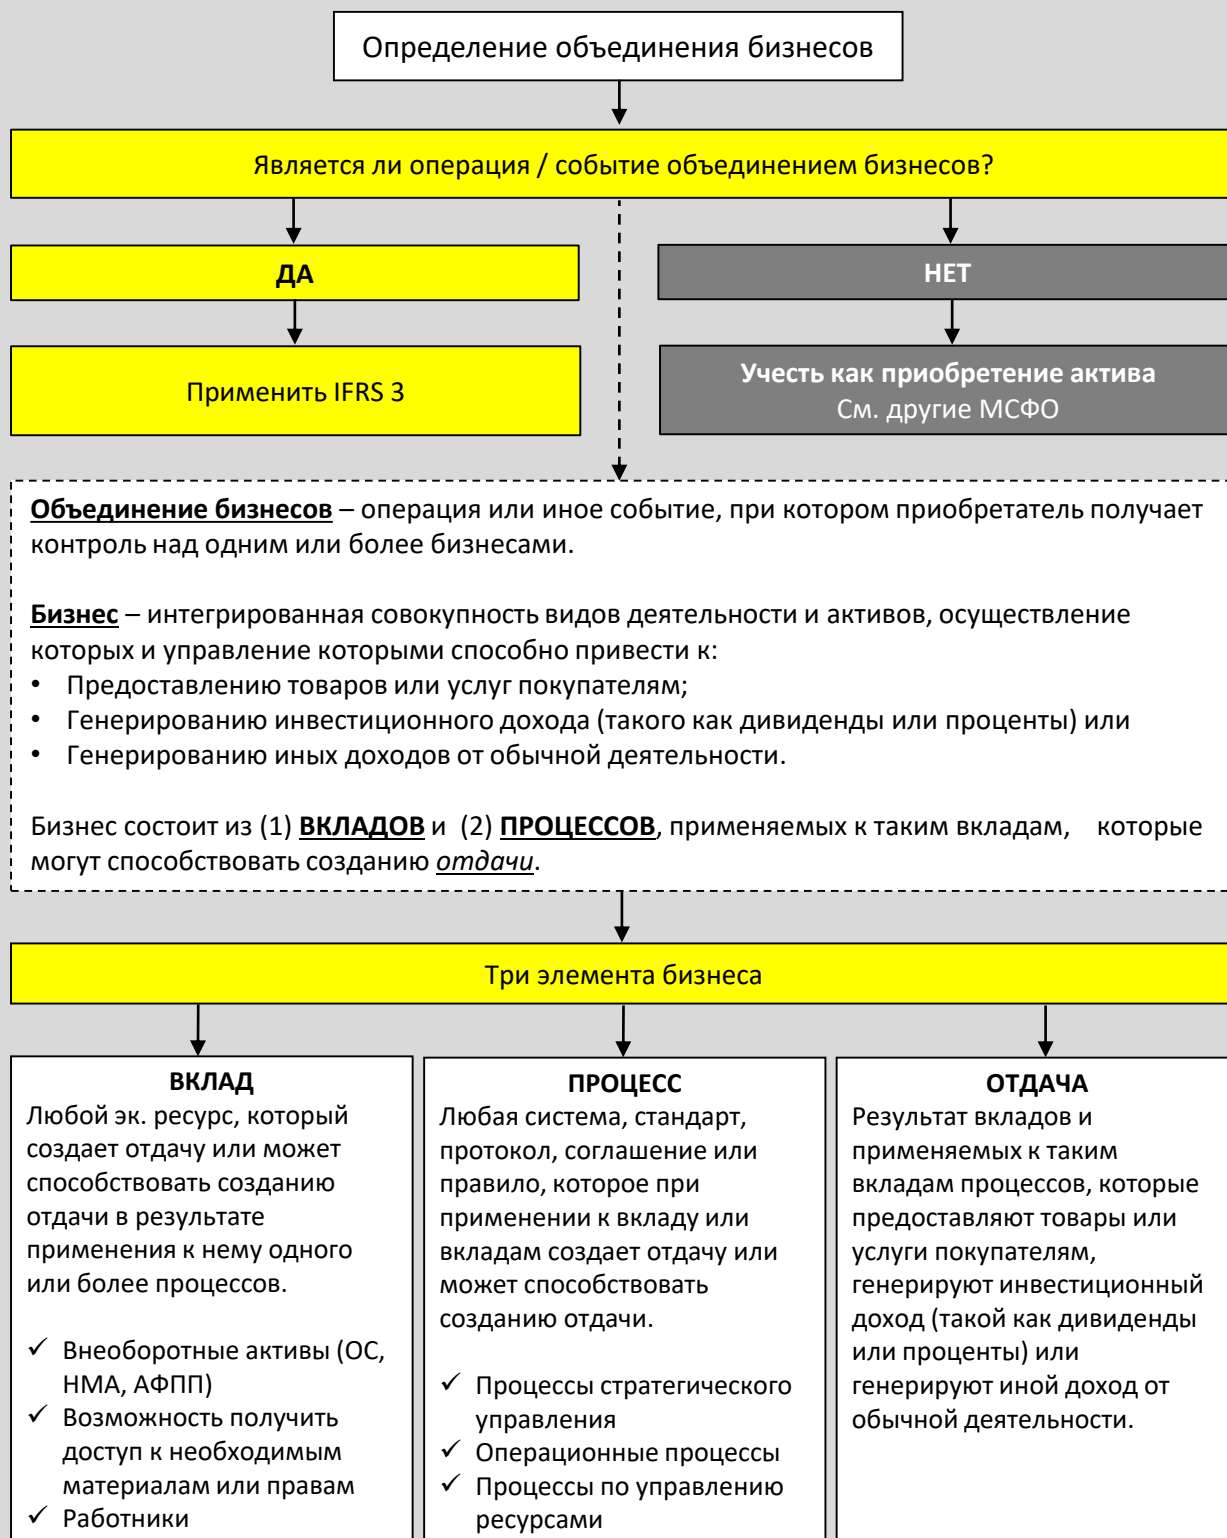 Определение объединения бизнесов
Является ли операция / событие объединением бизнесов?
ДА
НЕТ
Применить IFRS 3
Учесть как приобретение актива
См. другие МСФО
Объединение бизнесов – операция или иное событие, при котором приобретатель получает
контроль над одним или более бизнесами.
Бизнес – интегрированная совокупность видов деятельности и активов, осуществление
которых и управление которыми способно привести к:
• Предоставлению товаров или услуг покупателям;
• Генерированию инвестиционного дохода (такого как дивиденды или проценты) или
• Генерированию иных доходов от обычной деятельности.
Бизнес состоит из (1) ВКЛАДОВ и (2) ПРОЦЕССОВ, применяемых к таким вкладам, которые
могут способствовать созданию отдачи.
Три элемента бизнеса
ВКЛАД
Любой эк. ресурс, который
создает отдачу или может
способствовать созданию
отдачи в результате
применения к нему одного
или более процессов.
✓ Внеоборотные активы (ОС,
НМА, АФПП)
✓ Возможность получить
доступ к необходимым
материалам или правам
✓ Работники
ПРОЦЕСС
Любая система, стандарт,
протокол, соглашение или
правило, которое при
применении к вкладу или
вкладам создает отдачу или
может способствовать
созданию отдачи.
✓ Процессы стратегического
управления
✓ Операционные процессы
✓ Процессы по управлению
ресурсами
ОТДАЧА
Результат вкладов и
применяемых к таким
вкладам процессов, которые
предоставляют товары или
услуги покупателям,
генерируют инвестиционный
доход (такой как дивиденды
или проценты) или
генерируют иной доход от
обычной деятельности.